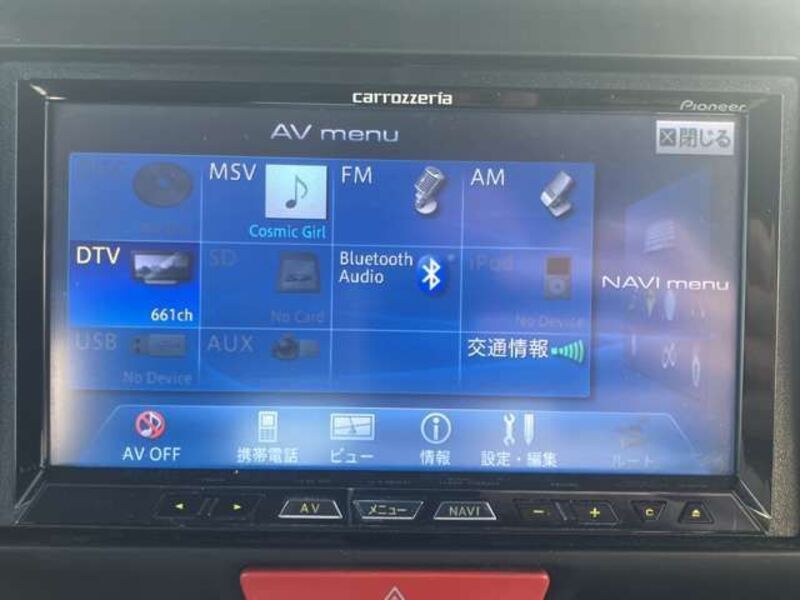 carrozzeria
Pioneer
AV menu
閉じる
MSV
Cosmic Girl
FM
AM
DTV
661ch
SD
No Card
Bluetooth
Audio
iPod
No Device
NAVI menu
USB
No Device
AUX
交通情報
AV OFF
携帯電話
ビュー
情報
設定・編集
ルート
AV
メニュー
NAVI